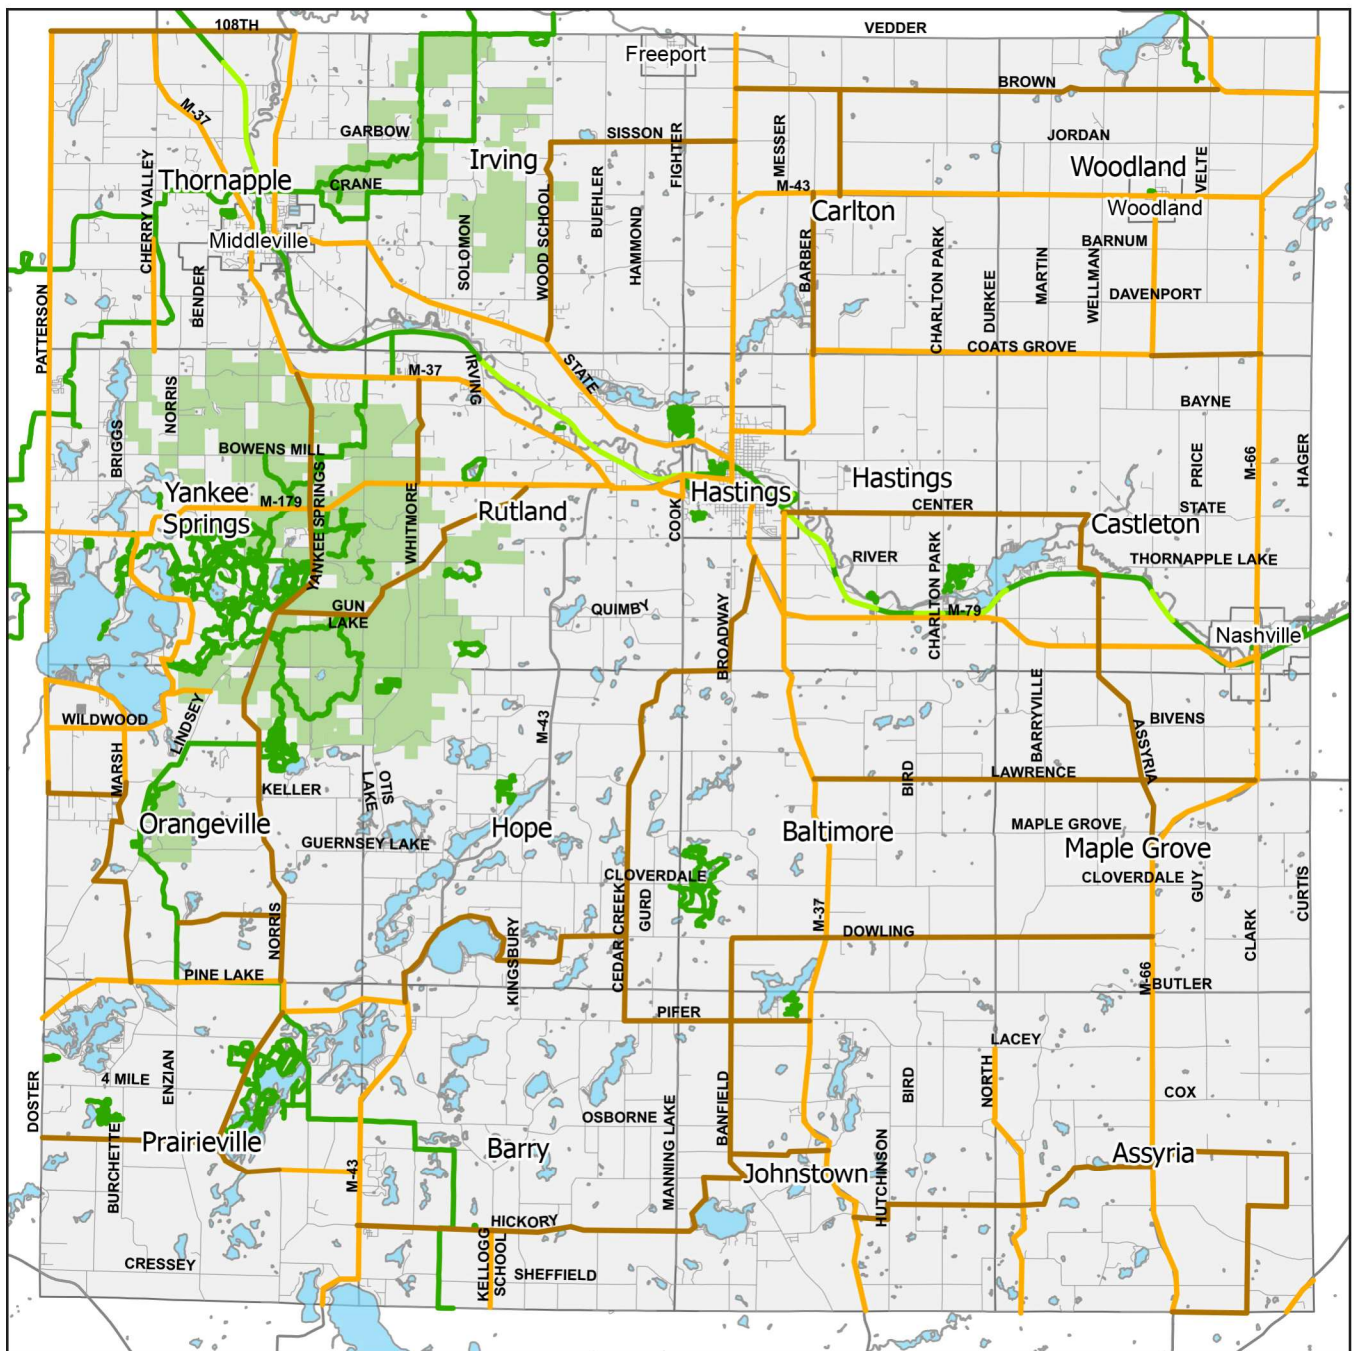 108TH
VEDDER
Freeport
BROWN
M-37
GARBOW
SISSON
FIGHTER
MESSER
JORDAN
Irving
CHERRY VALLEY
Thornapple
CRANE
Woodland
VELTE
M-43
WOOD SCHOOL
BUEHLER
Carlton
Woodland
SOLOMON
HAMMOND
Middleville
BARBER
CHARLTON PARK
BARNUM
MARTIN
WELLMAN
BENDER
DURKEE
DAVENPORT
PATTERSON
COATS GROVE
IRVING
STATE
M-37
NORRIS
BAYNE
BRIGGS
BOWENS MILL
PRICE
M-66
HAGER
Yankee
Springs
M-179
YANKEE SPRINGS
WHITMORE
Rutland
COOK
Hastings
Hastings
CENTER
STATE
Castleton
RIVER
CHARLTON PARK
THORNAPPLE LAKE
GUN
LAKE
QUIMBY
BROADWAY
M-79
Nashville
WILDWOOD
LINDSEY
M-43
BARRYVILLE
BIVENS
ASSYRIA
MARSH
KELLER
OTIS
LAKE
BIRD
LAWRENCE
Orangeville
GUERNSEY LAKE
Hope
Baltimore
MAPLE GROVE
Maple Grove
CLOVERDALE
CLOVERDALE
GUY
CURTIS
CEDAR CREEK
GURD
M-37
NORRIS
KINGSBURY
DOWLING
CLARK
PINE LAKE
M-66
BUTLER
PIFER
LACEY
DOSTER
4 MILE
ENZIAN
BANFIELD
BIRD
NORTH
COX
OSBORNE
MANNING LAKE
Prairieville
Barry
HUTCHINSON
Assyria
BURCHETTE
M-43
Johnstown
HICKORY
CRESSEY
KELLOGG
SCHOOL
SHEFFIELD